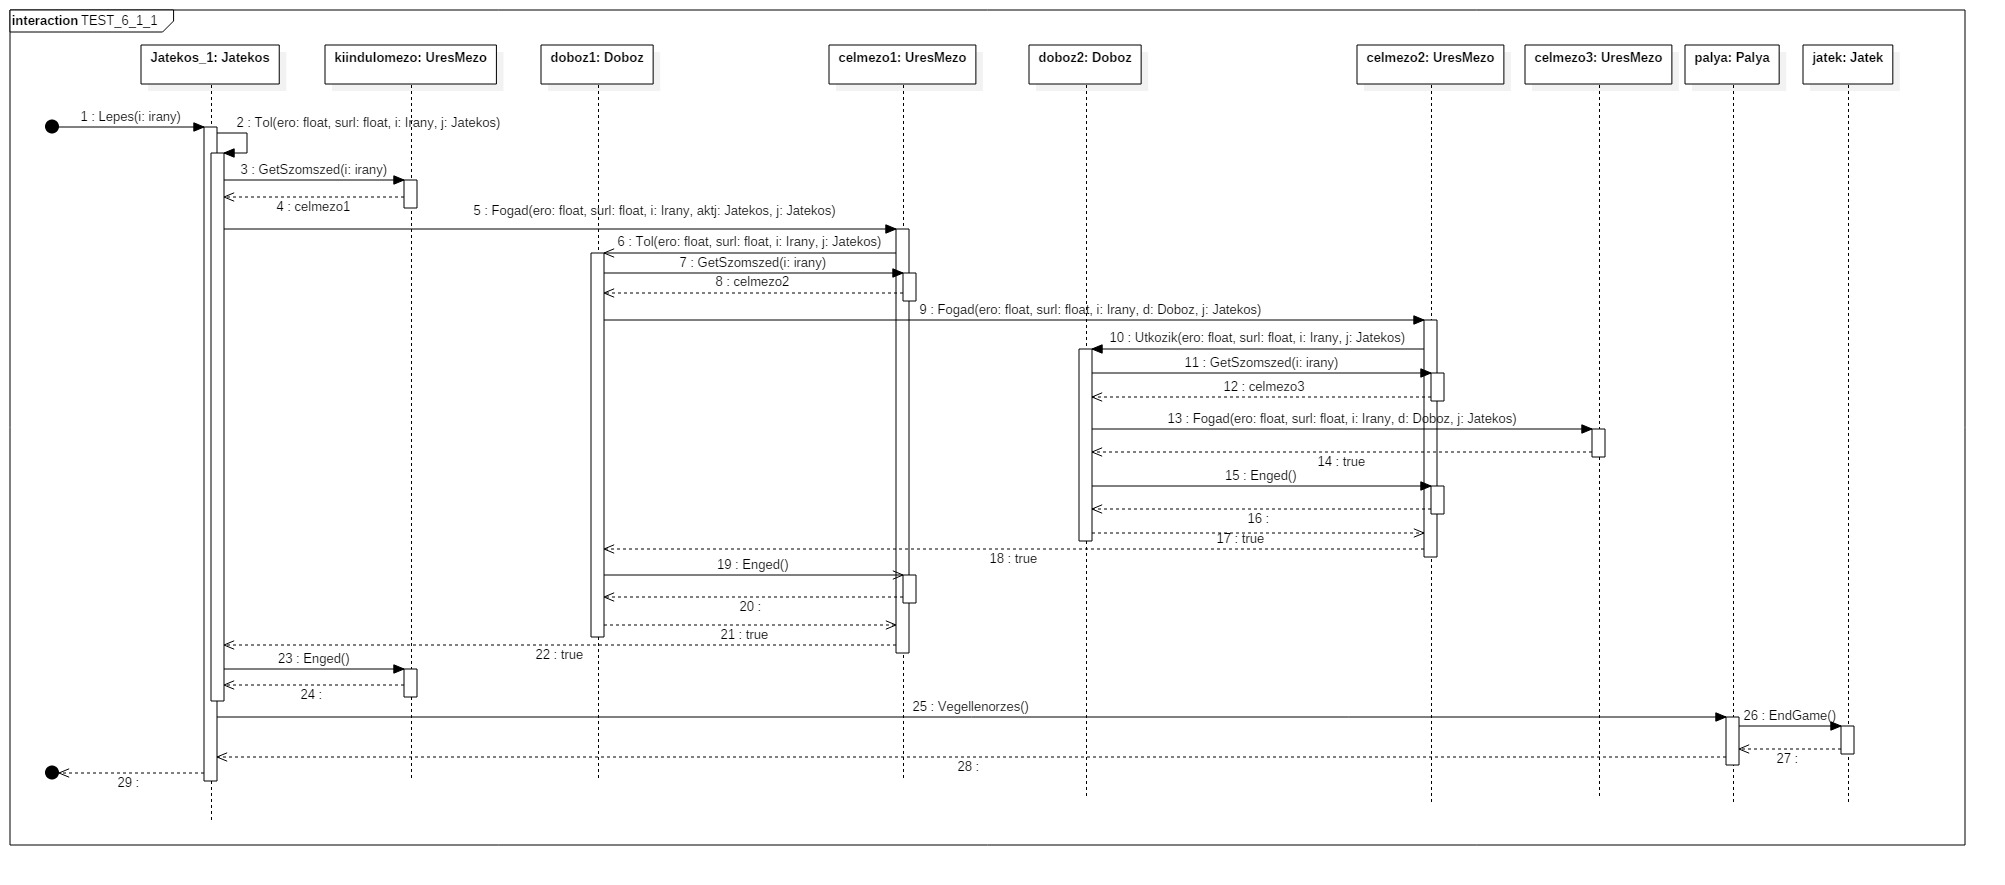 interaction TEST_6_1_1
Jatekos_1: Jatekos
kiindulomezo: UresMezo
doboz1: Doboz
celmezo1: UresMezo
doboz2: Doboz
celmezo2: UresMezo
celmezo3: UresMezo
palya: Palya
jatek: Jatek
1 : Lepes(i: irany)
2 : Tol(ero: float, surl: float, i: Irany, j: Jatekos)
3 : GetSzomszed(i: irany)
4 : celmezo1
5 : Fogad(ero: float, surl: float, i: Irany, aktj: Jatekos, j: Jatekos)
6 : Tol(ero: float, surl: float, i: Irany, j: Jatekos)
7 : GetSzomszed(i: irany)
8 : celmezo2
9 : Fogad(ero: float, surl: float, i: Irany, d: Doboz, j: Jatekos)
10 : Utkozik(ero: float, surl: float, i: Irany, j: Jatekos)
11 : GetSzomszed(i: irany)
12 : celmezo3
13 : Fogad(ero: float, surl: float, i: Irany, d: Doboz, j: Jatekos)
14 : true
15 : Enged()
16 :
17 : true
18 : true
19 : Enged()
20 :
21 : true
22 : true
23 : Enged()
24 :
25 : Vegellenorzes()
26 : EndGame()
27 :
28 :
29 :